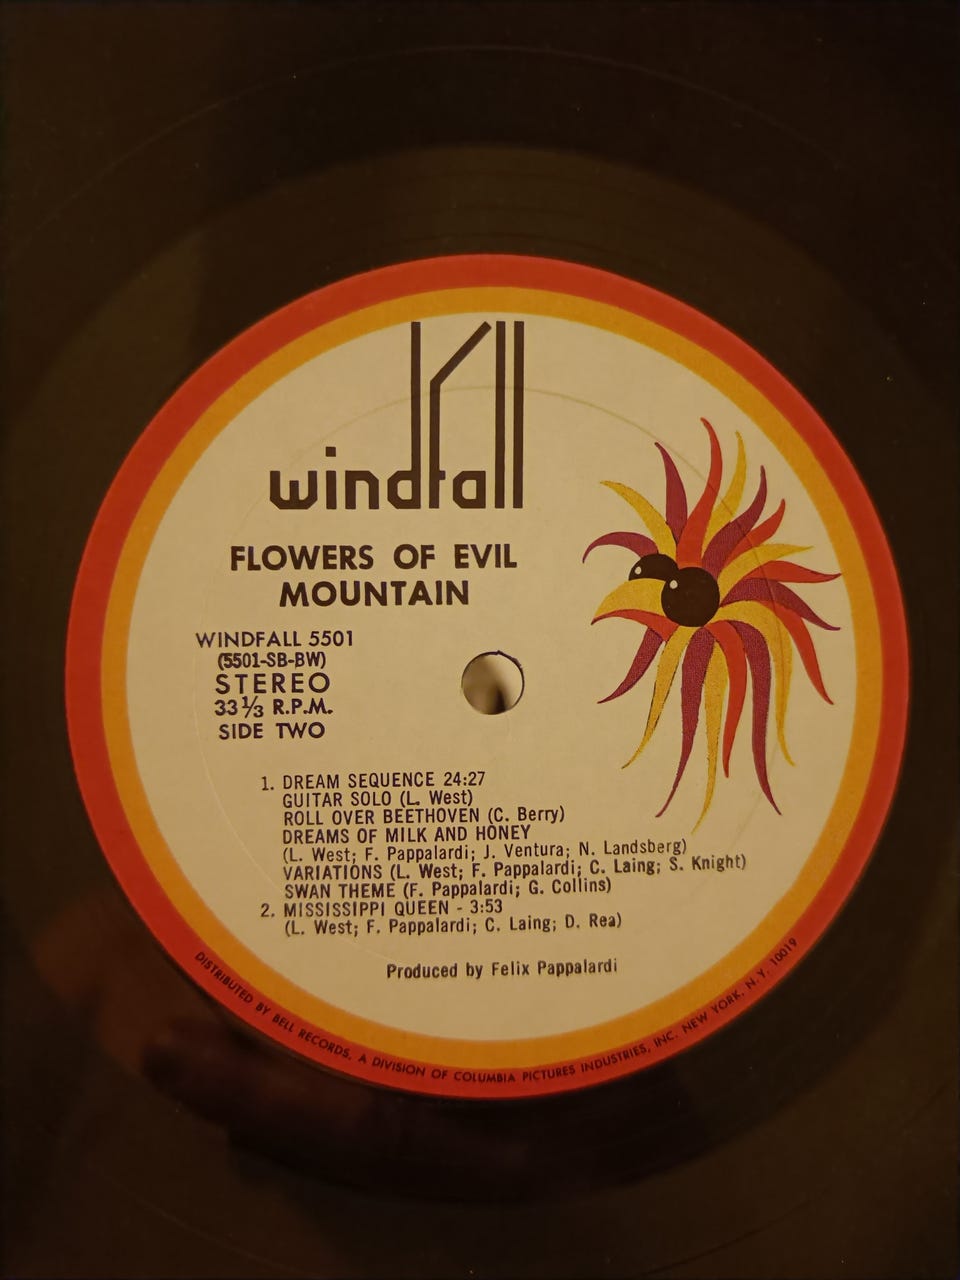 windfall
FLOWERS OF EVIL
MOUNTAIN
WINDFALL 5501
(5501-SB-BW)
STEREO
33 1/3 R.P.M.
SIDE TWO
1. DREAM SEQUENCE 24:27
GUITAR SOLO (L. West)
ROLL OVER BEETHOVEN (C. Berry)
DREAMS OF MILK AND HONEY
(L. West; F. Pappalardi; J. Ventura; N. Landsberg)
VARIATIONS (L. West; F. Pappalardi; C. Laing; S. Knight)
SWAN THEME (F. Pappalardi; G. Collins)
2. MISSISSIPPI QUEEN - 3:53
(L. West; F. Pappalardi; C. Laing; D. Rea)
Produced by Felix Pappalardi
DISTRIBUTED BY BELL RECORDS, A DIVISION OF COLUMBIA PICTURES INDUSTRIES, INC. NEW YORK, N.Y. 10019